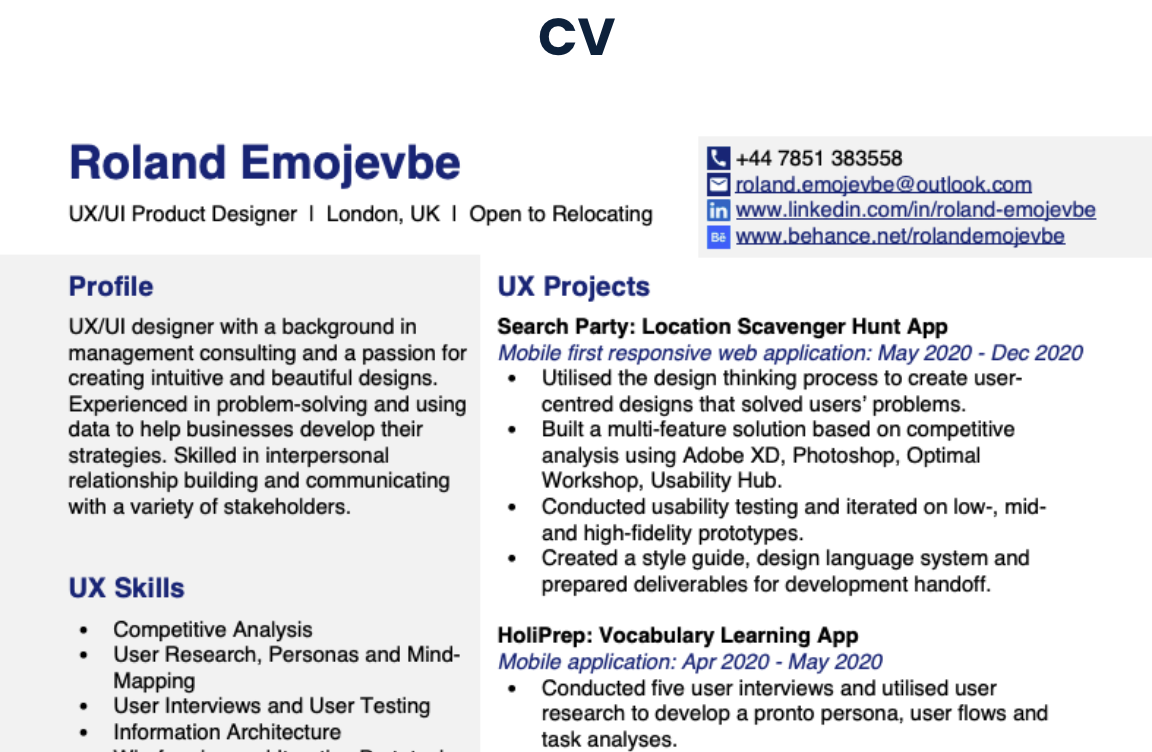 CV
Roland Emojevbe
UX/UI Product Designer | London, UK | Open to Relocating
+44 7851 383558
roland.emojevbe@outlook.com
in www.linkedin.com/in/roland-emojevbe
Bē www.behance.net/rolandemojevbe
Profile
UX/UI designer with a background in
management consulting and a passion for
creating intuitive and beautiful designs.
Experienced in problem-solving and using
data to help businesses develop their
strategies. Skilled in interpersonal
relationship building and communicating
with a variety of stakeholders.
UX Skills
• Competitive Analysis
• User Research, Personas and Mind-
Mapping
• User Interviews and User Testing
• Information Architecture
UX Projects
Search Party: Location Scavenger Hunt App
Mobile first responsive web application: May 2020 - Dec 2020
• Utilised the design thinking process to create user-
centred designs that solved users’ problems.
• Built a multi-feature solution based on competitive
analysis using Adobe XD, Photoshop, Optimal
Workshop, Usability Hub.
• Conducted usability testing and iterated on low-, mid-
and high-fidelity prototypes.
• Created a style guide, design language system and
prepared deliverables for development handoff.
HoliPrep: Vocabulary Learning App
Mobile application: Apr 2020 - May 2020
• Conducted five user interviews and utilised user
research to develop a pronto persona, user flows and
task analyses.